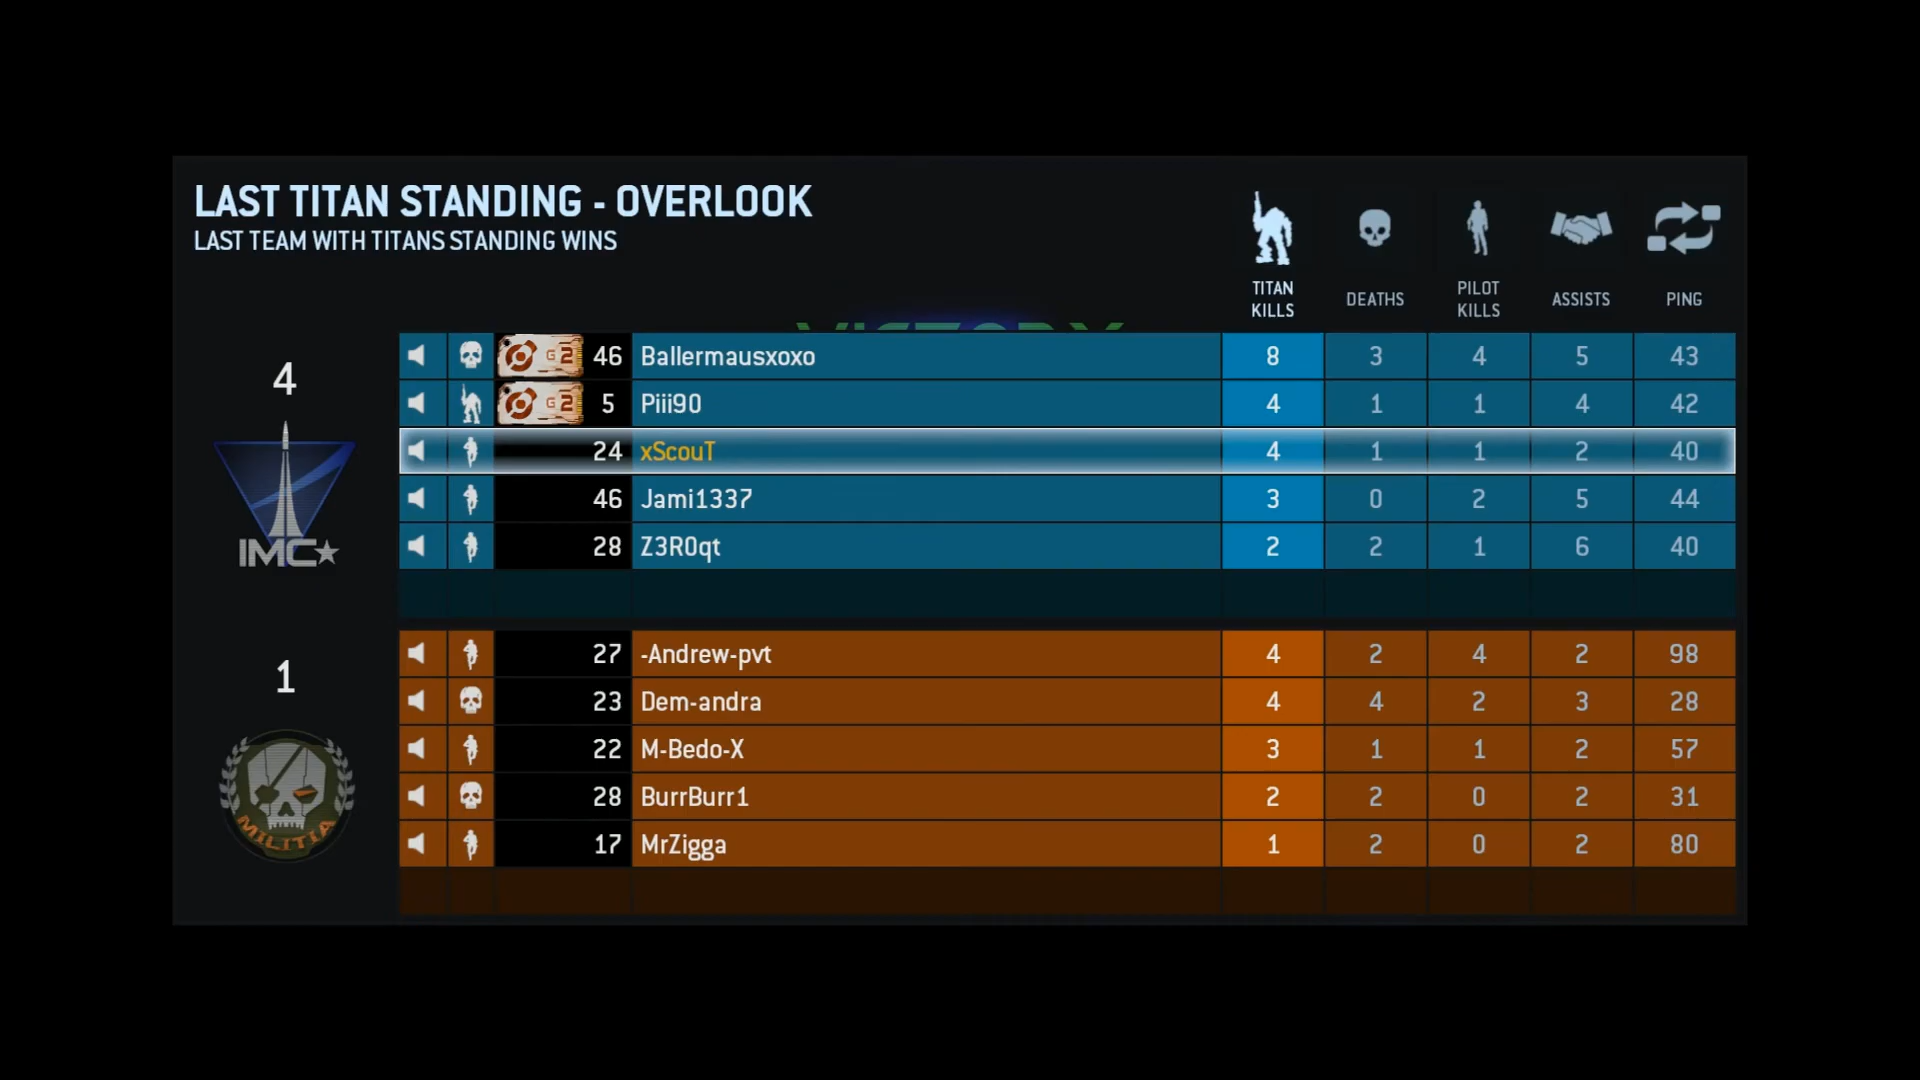 LAST TITAN STANDING - OVERLOOK
LAST TEAM WITH TITANS STANDING WINS
TITAN KILLS DEATHS PILOT KILLS ASSISTS PING
VICTORY
4
IMC
G2 46 Ballermausxoxo 8 3 4 5 43
G2 5 Piii90 4 1 1 4 42
24 xScouT 4 1 1 2 40
46 Jami1337 3 0 2 5 44
28 Z3R0qt 2 2 1 6 40
1
MILITIA
27 -Andrew-pvt 4 2 4 2 98
23 Dem-andra 4 4 2 3 28
22 M-Bedo-X 3 1 1 2 57
28 BurrBurr1 2 2 0 2 31
17 MrZigga 1 2 0 2 80